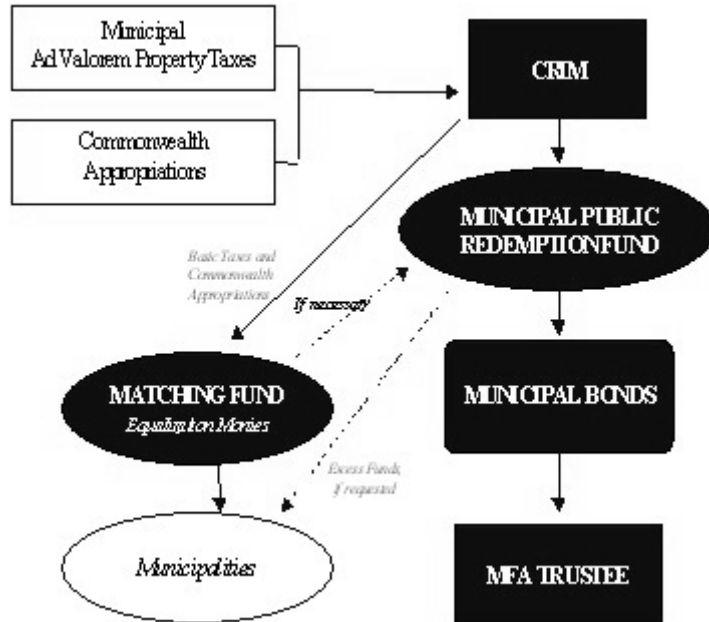 Municipal
Ad Valorem Property Taxes
CRIM
Commonwealth
Appropriations
MUNICIPAL PUBLIC
REDEMPTION FUND
Basic Taxes and
Commonwealth
Appropriations
If necessary
MATCHING FUND
Equalization Monies
MUNICIPAL BONDS
Excess Funds,
if requested
Municipalities
MFA TRUSTEE